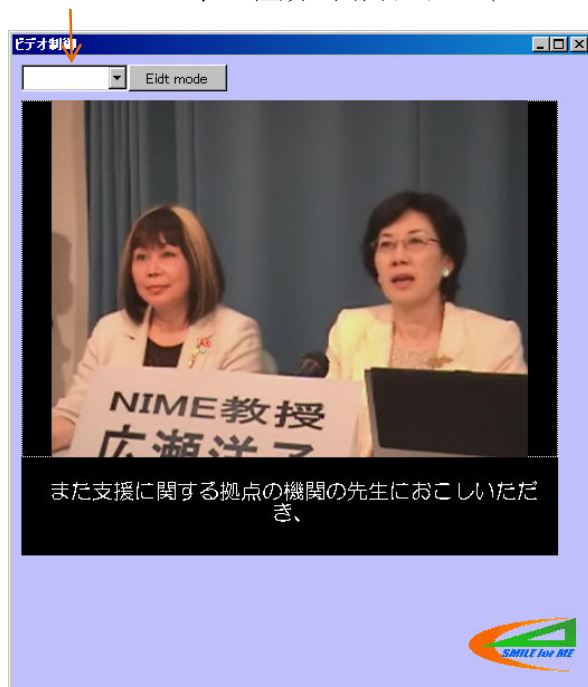 ビデオ制御
Eidt mode
NIME教授
広瀬洋子
また支援に関する拠点の機関の先生におこしいただ
き、
SMILE for ME